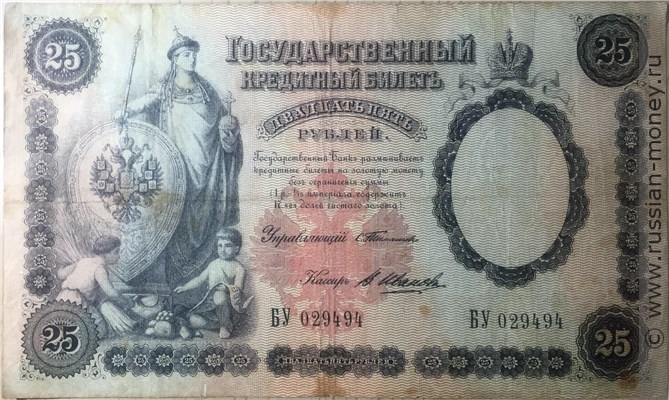 25
25
Государственный
кредитный билетъ
двадцать пять
рублей.
Государственный Банкъ размѣниваетъ
кредитные билеты на золотую монету
безъ ограниченія суммы
(1 р. = 1/15 имперіала, содержитъ
17,424 долей чистаго золота).
Управляющій
Кассиръ
БУ 029494
БУ 029494
25
ДВАДЦАТЬ ПЯТЬ РУБЛЕЙ
25
© www.russian-money.ru